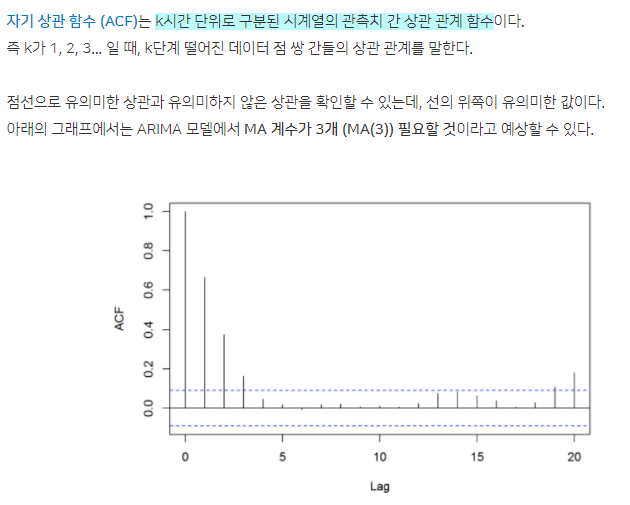 자기 상관 함수 (ACF)는 k시간 단위로 구분된 시계열의 관측치 간 상관 관계 함수이다.
즉 k가 1, 2, 3... 일 때, k단계 떨어진 데이터 점 쌍 간들의 상관 관계를 말한다.
점선으로 유의미한 상관과 유의미하지 않은 상관을 확인할 수 있는데, 선의 위쪽이 유의미한 값이다.
아래의 그래프에서는 ARIMA 모델에서 MA 계수가 3개 (MA(3)) 필요할 것이라고 예상할 수 있다.
ACF
1.0
0.8
0.6
0.4
0.2
0.0
0 5 10 15 20
Lag